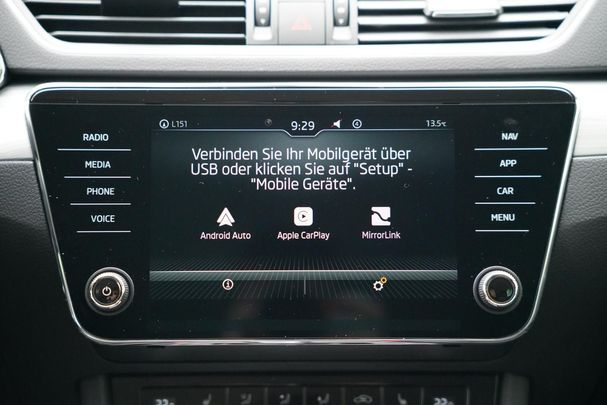 L151
9:29
13.5°C
RADIO
MEDIA
PHONE
VOICE
Verbinden Sie Ihr Mobilgerät über
USB oder klicken Sie auf "Setup" -
"Mobile Geräte".
Android Auto
Apple CarPlay
MirrorLink
NAV
APP
CAR
MENU